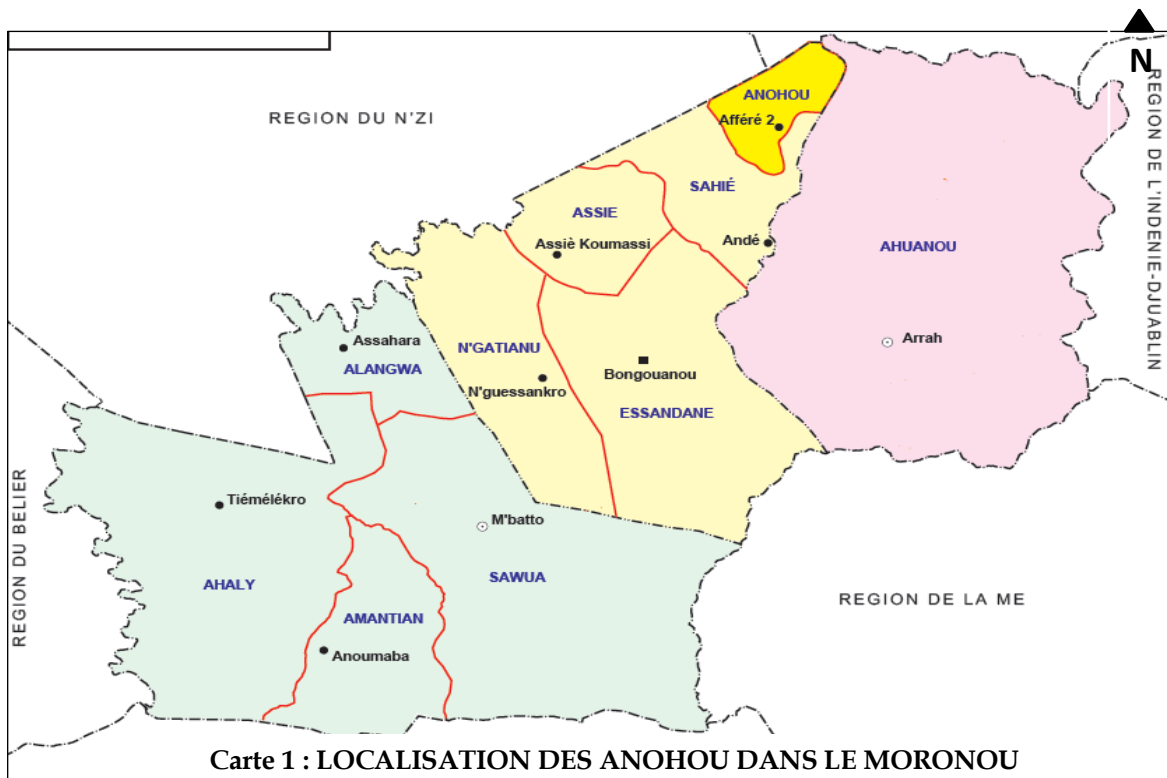 N
REGION DU N'ZI
REGION DE L'INDENIE-DJUABLIN
ANOHOU
Afféré 2
SAHIÉ
ASSIE
Assiè Koumassi
Andé
AHUANOU
Arrah
Assahara
ALANGWA
N'GATIANU
N'guessankro
Bongouanou
ESSANDANE
REGION DU BELIER
Tiémélékro
M'batto
AHALY
SAWUA
AMANTIAN
Anoumaba
REGION DE LA ME
Carte 1 : LOCALISATION DES ANOHOU DANS LE MORONOU